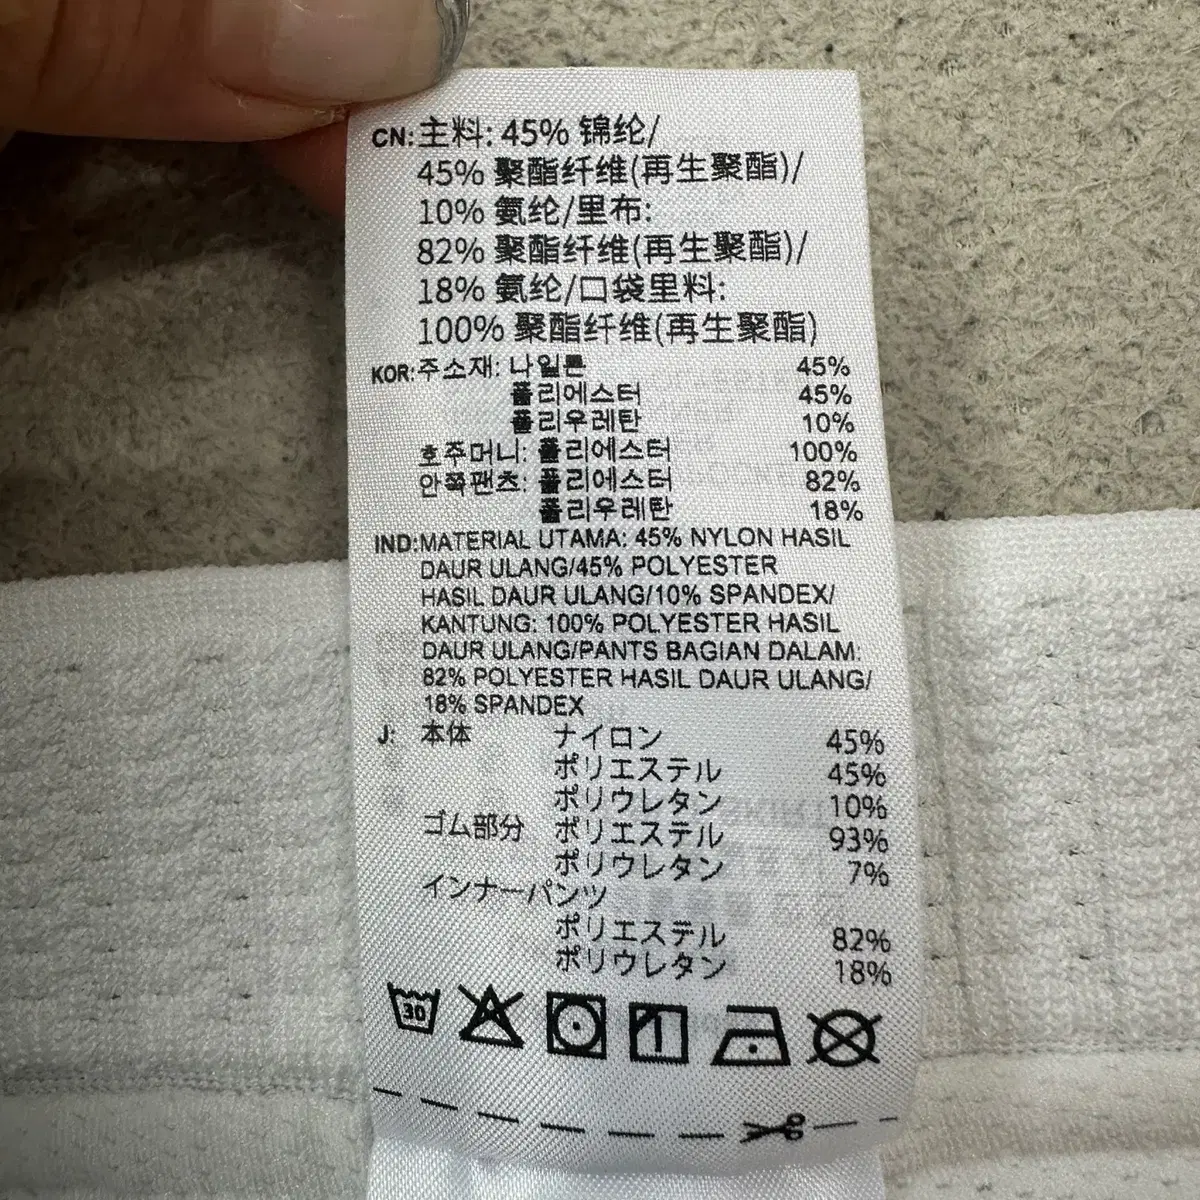 CN: 主料: 45% 锦纶/
45% 聚酯纤维(再生聚酯)/
10% 氨纶/里布:
82% 聚酯纤维(再生聚酯)/
18% 氨纶/口袋里料:
100% 聚酯纤维(再生聚酯)
KOR: 주소재: 나일론 45%
폴리에스터 45%
폴리우레탄 10%
호주머니: 폴리에스터 100%
안쪽팬츠: 폴리에스터 82%
폴리우레탄 18%
IND: MATERIAL UTAMA: 45% NYLON HASIL
DAUR ULANG/45% POLYESTER
HASIL DAUR ULANG/10% SPANDEX/
KANTUNG: 100% POLYESTER HASIL
DAUR ULANG/PANTS BAGIAN DALAM:
82% POLYESTER HASIL DAUR ULANG/
18% SPANDEX
J: 本体 ナイロン 45%
ポリエステル 45%
ポリウレタン 10%
ゴム部分 ポリエステル 93%
ポリウレタン 7%
インナーパンツ
ポリエステル 82%
ポリウレタン 18%
30